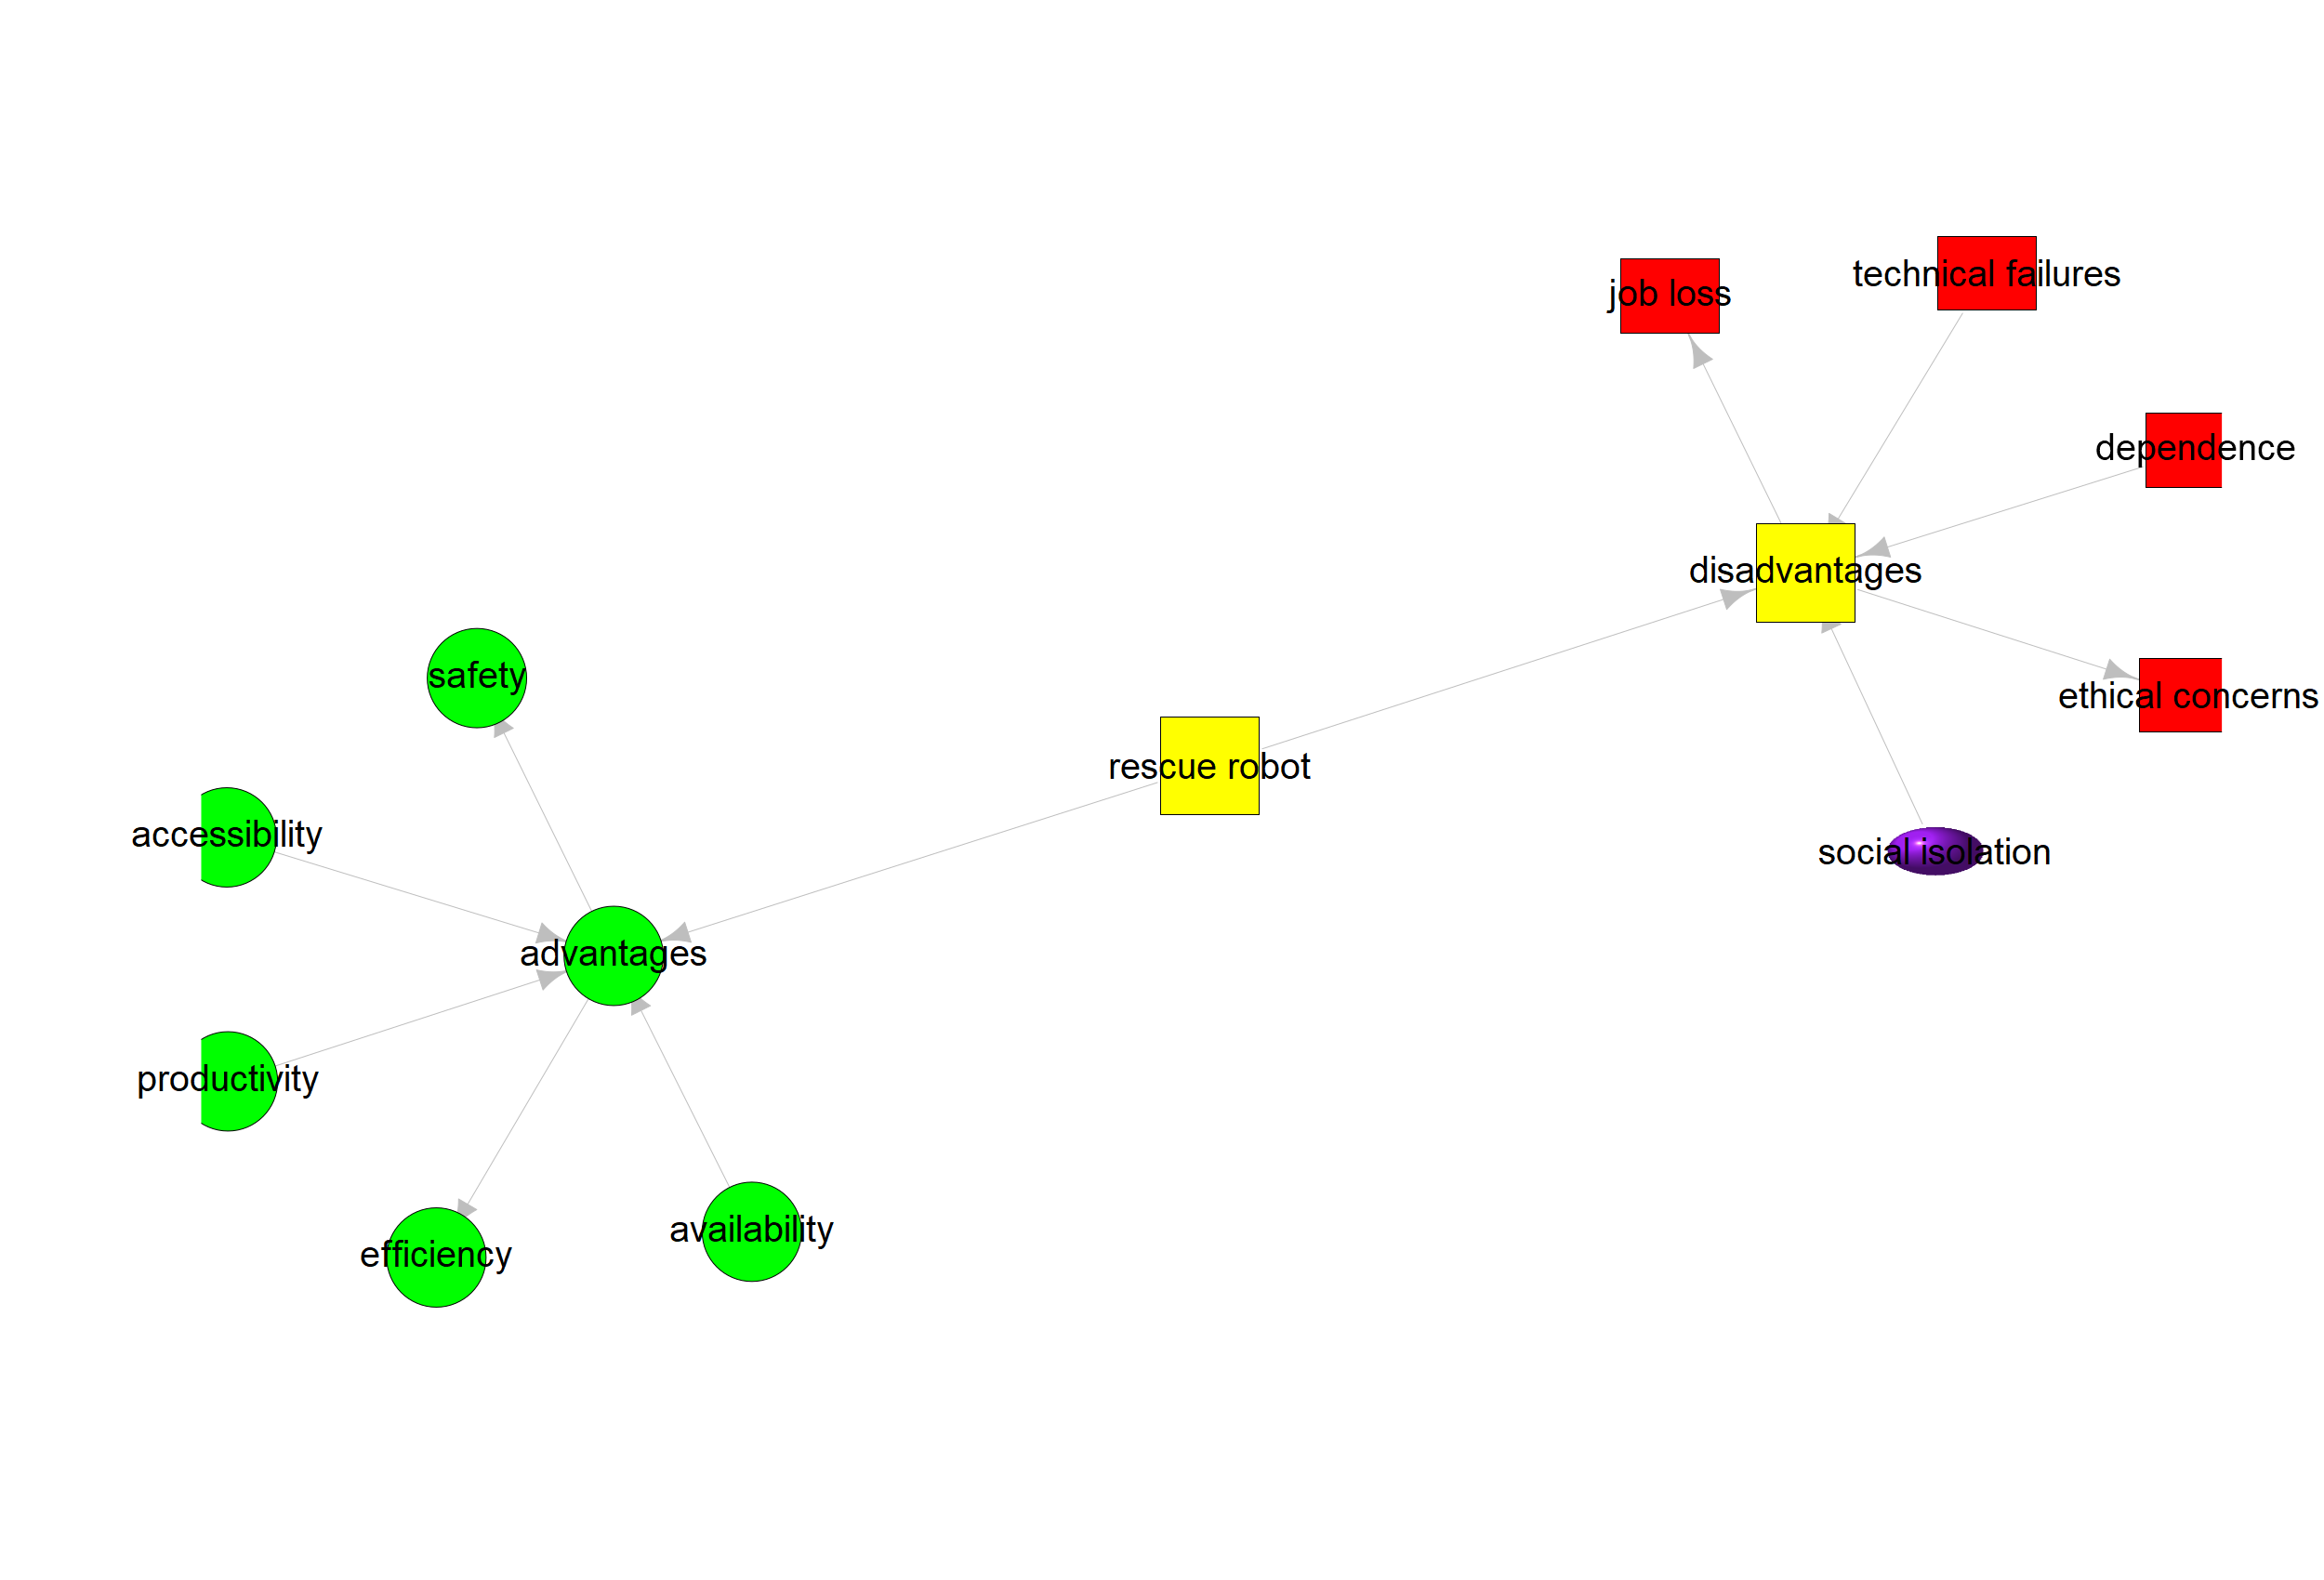 technical failures
job loss
dependence
disadvantages
safety
ethical concerns
rescue robot
accessibility
social isolation
advantages
productivity
availability
efficiency